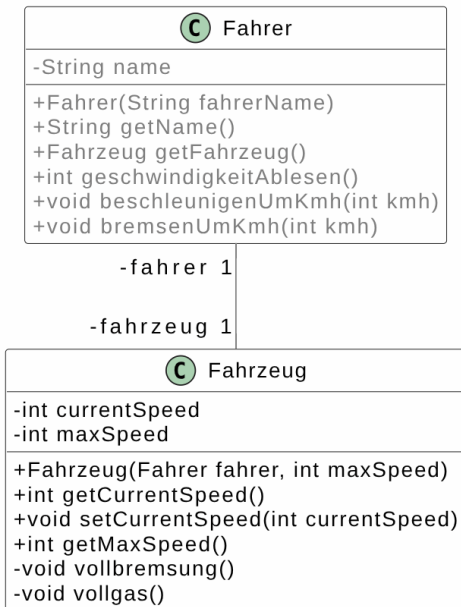 C Fahrer
-String name
+Fahrer(String fahrerName)
+String getName()
+Fahrzeug getFahrzeug()
+int geschwindigkeitAblesen()
+void beschleunigenUmKmh(int kmh)
+void bremsenUmKmh(int kmh)
-fahrer 1
-fahrzeug 1
C Fahrzeug
-int currentSpeed
-int maxSpeed
+Fahrzeug(Fahrer fahrer, int maxSpeed)
+int getCurrentSpeed()
+void setCurrentSpeed(int currentSpeed)
+int getMaxSpeed()
-void vollbremsung()
-void vollgas()